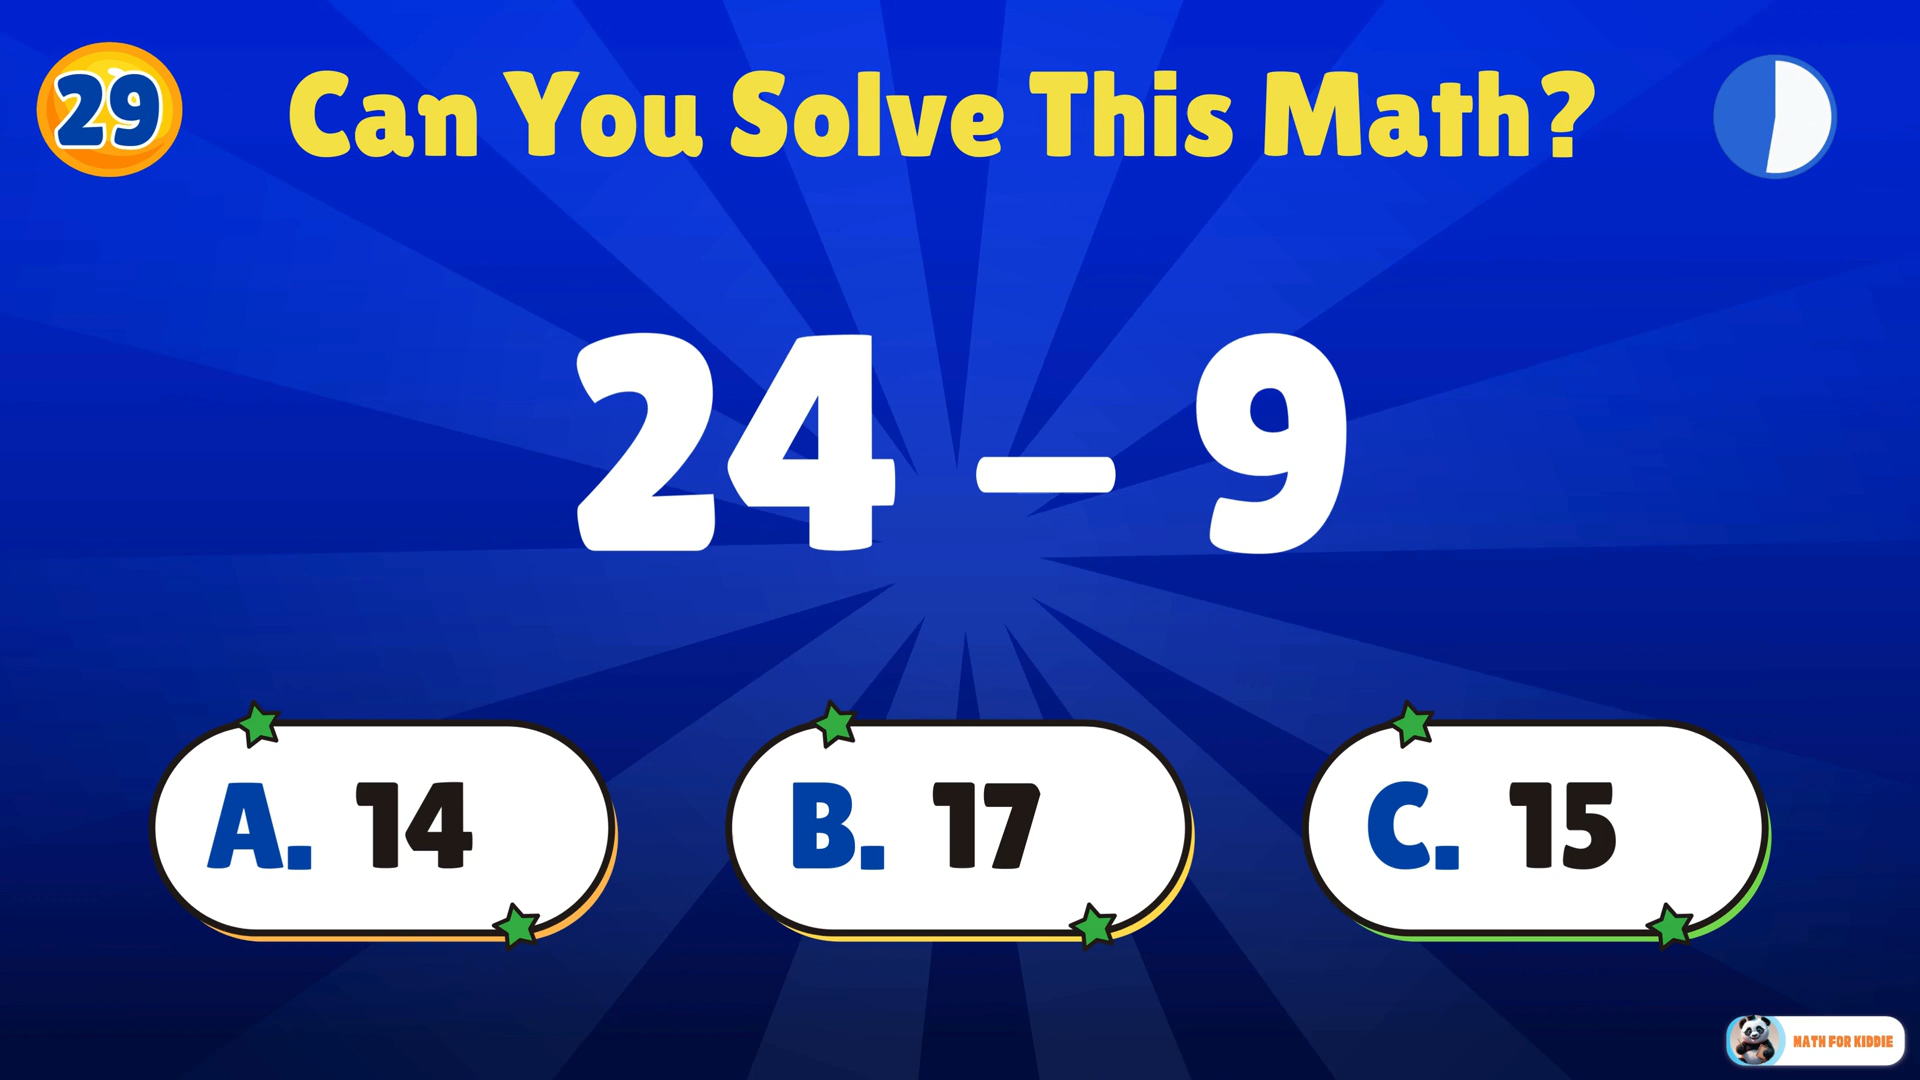 29
Can You Solve This Math?
24 – 9
A. 14
B. 17
C. 15
MATH FOR KIDDIE